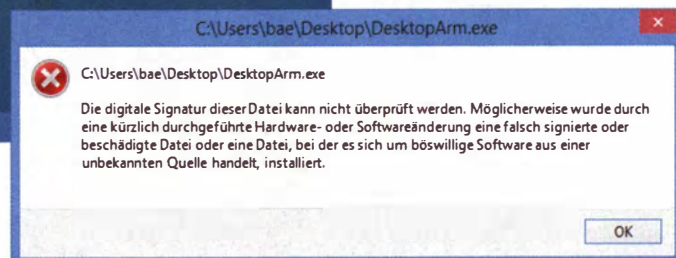 C:\Users\bae\Desktop\DesktopArm.exe
C:\Users\bae\Desktop\DesktopArm.exe
Die digitale Signatur dieser Datei kann nicht überprüft werden. Möglicherweise wurde durch
eine kürzlich durchgeführte Hardware- oder Softwareänderung eine falsch signierte oder
beschädigte Datei oder eine Datei, bei der es sich um böswillige Software aus einer
unbekannten Quelle handelt, installiert.
OK